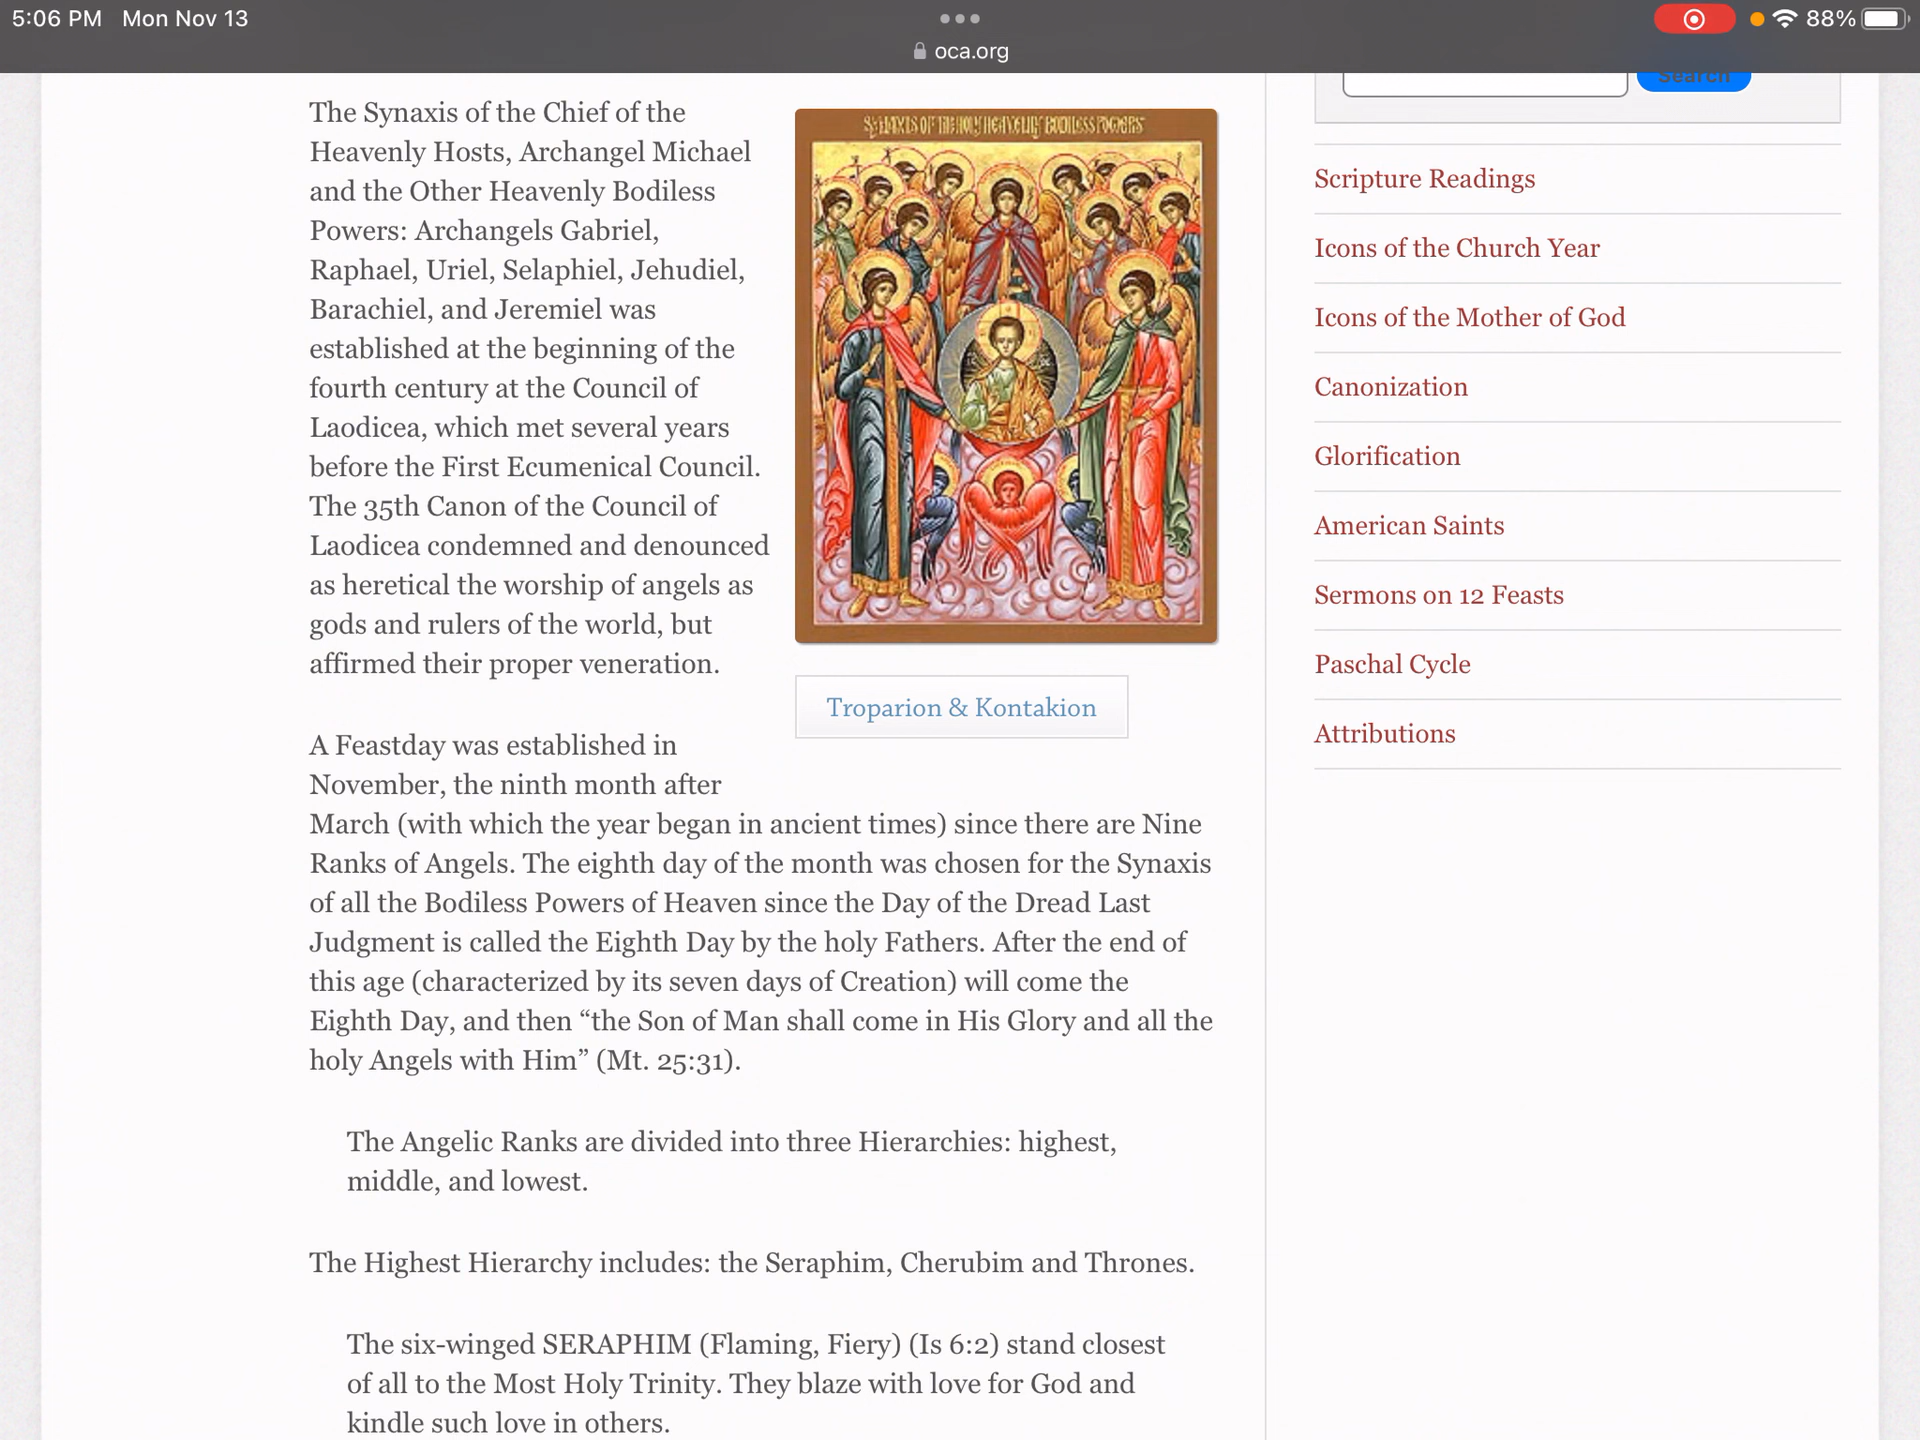 5:06 PM Mon Nov 13
88%
oca.org
Search
The Synaxis of the Chief of the
Heavenly Hosts, Archangel Michael
and the Other Heavenly Bodiless
Powers: Archangels Gabriel,
Raphael, Uriel, Selaphiel, Jehudiel,
Barachiel, and Jeremiel was
established at the beginning of the
fourth century at the Council of
Laodicea, which met several years
before the First Ecumenical Council.
The 35th Canon of the Council of
Laodicea condemned and denounced
as heretical the worship of angels as
gods and rulers of the world, but
affirmed their proper veneration.
SYNAXIS OF THE HOLY HEAVENLY BODILESS POWERS
Troparion & Kontakion
A Feastday was established in
November, the ninth month after
March (with which the year began in ancient times) since there are Nine
Ranks of Angels. The eighth day of the month was chosen for the Synaxis
of all the Bodiless Powers of Heaven since the Day of the Dread Last
Judgment is called the Eighth Day by the holy Fathers. After the end of
this age (characterized by its seven days of Creation) will come the
Eighth Day, and then “the Son of Man shall come in His Glory and all the
holy Angels with Him” (Mt. 25:31).
The Angelic Ranks are divided into three Hierarchies: highest,
middle, and lowest.
The Highest Hierarchy includes: the Seraphim, Cherubim and Thrones.
The six-winged SERAPHIM (Flaming, Fiery) (Is 6:2) stand closest
of all to the Most Holy Trinity. They blaze with love for God and
kindle such love in others.
Scripture Readings
Icons of the Church Year
Icons of the Mother of God
Canonization
Glorification
American Saints
Sermons on 12 Feasts
Paschal Cycle
Attributions